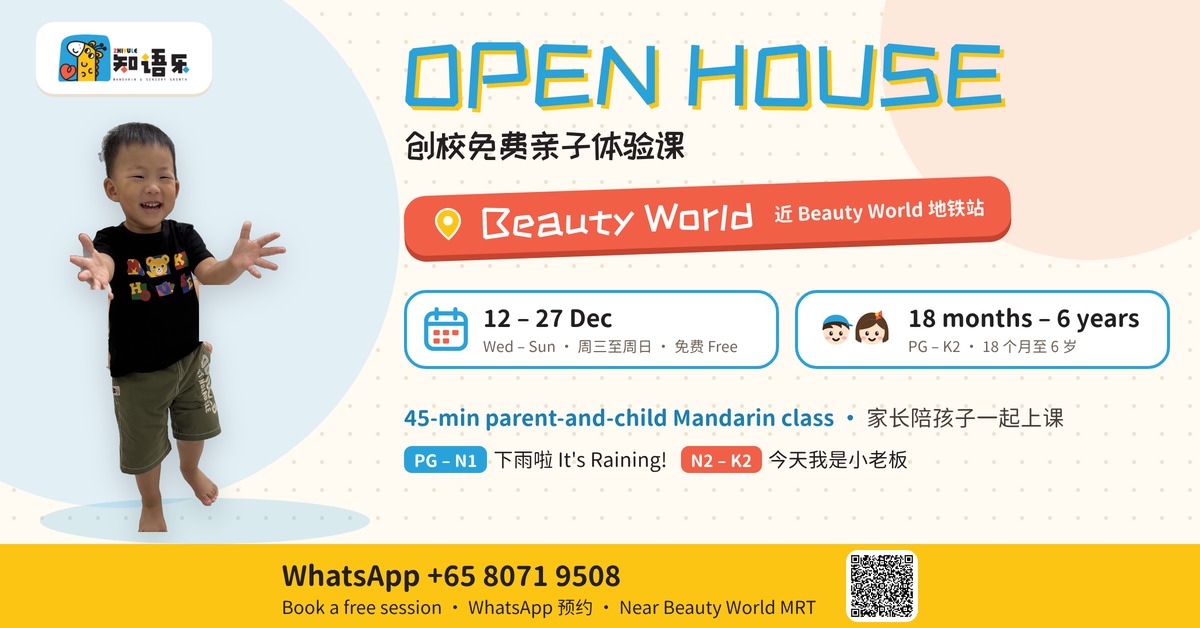 ZHIYULE
知语乐
MANDARIN & SENSORY GROWTH
OPEN HOUSE
创校免费亲子体验课
Beauty World 近 Beauty World 地铁站
12 – 27 Dec
Wed – Sun • 周三至周日 • 免费 Free
18 months – 6 years
PG – K2 • 18 个月至 6 岁
45-min parent-and-child Mandarin class • 家长陪孩子一起上课
PG – N1 下雨啦 It's Raining! N2 – K2 今天我是小老板
WhatsApp +65 8071 9508
Book a free session • WhatsApp 预约 • Near Beauty World MRT